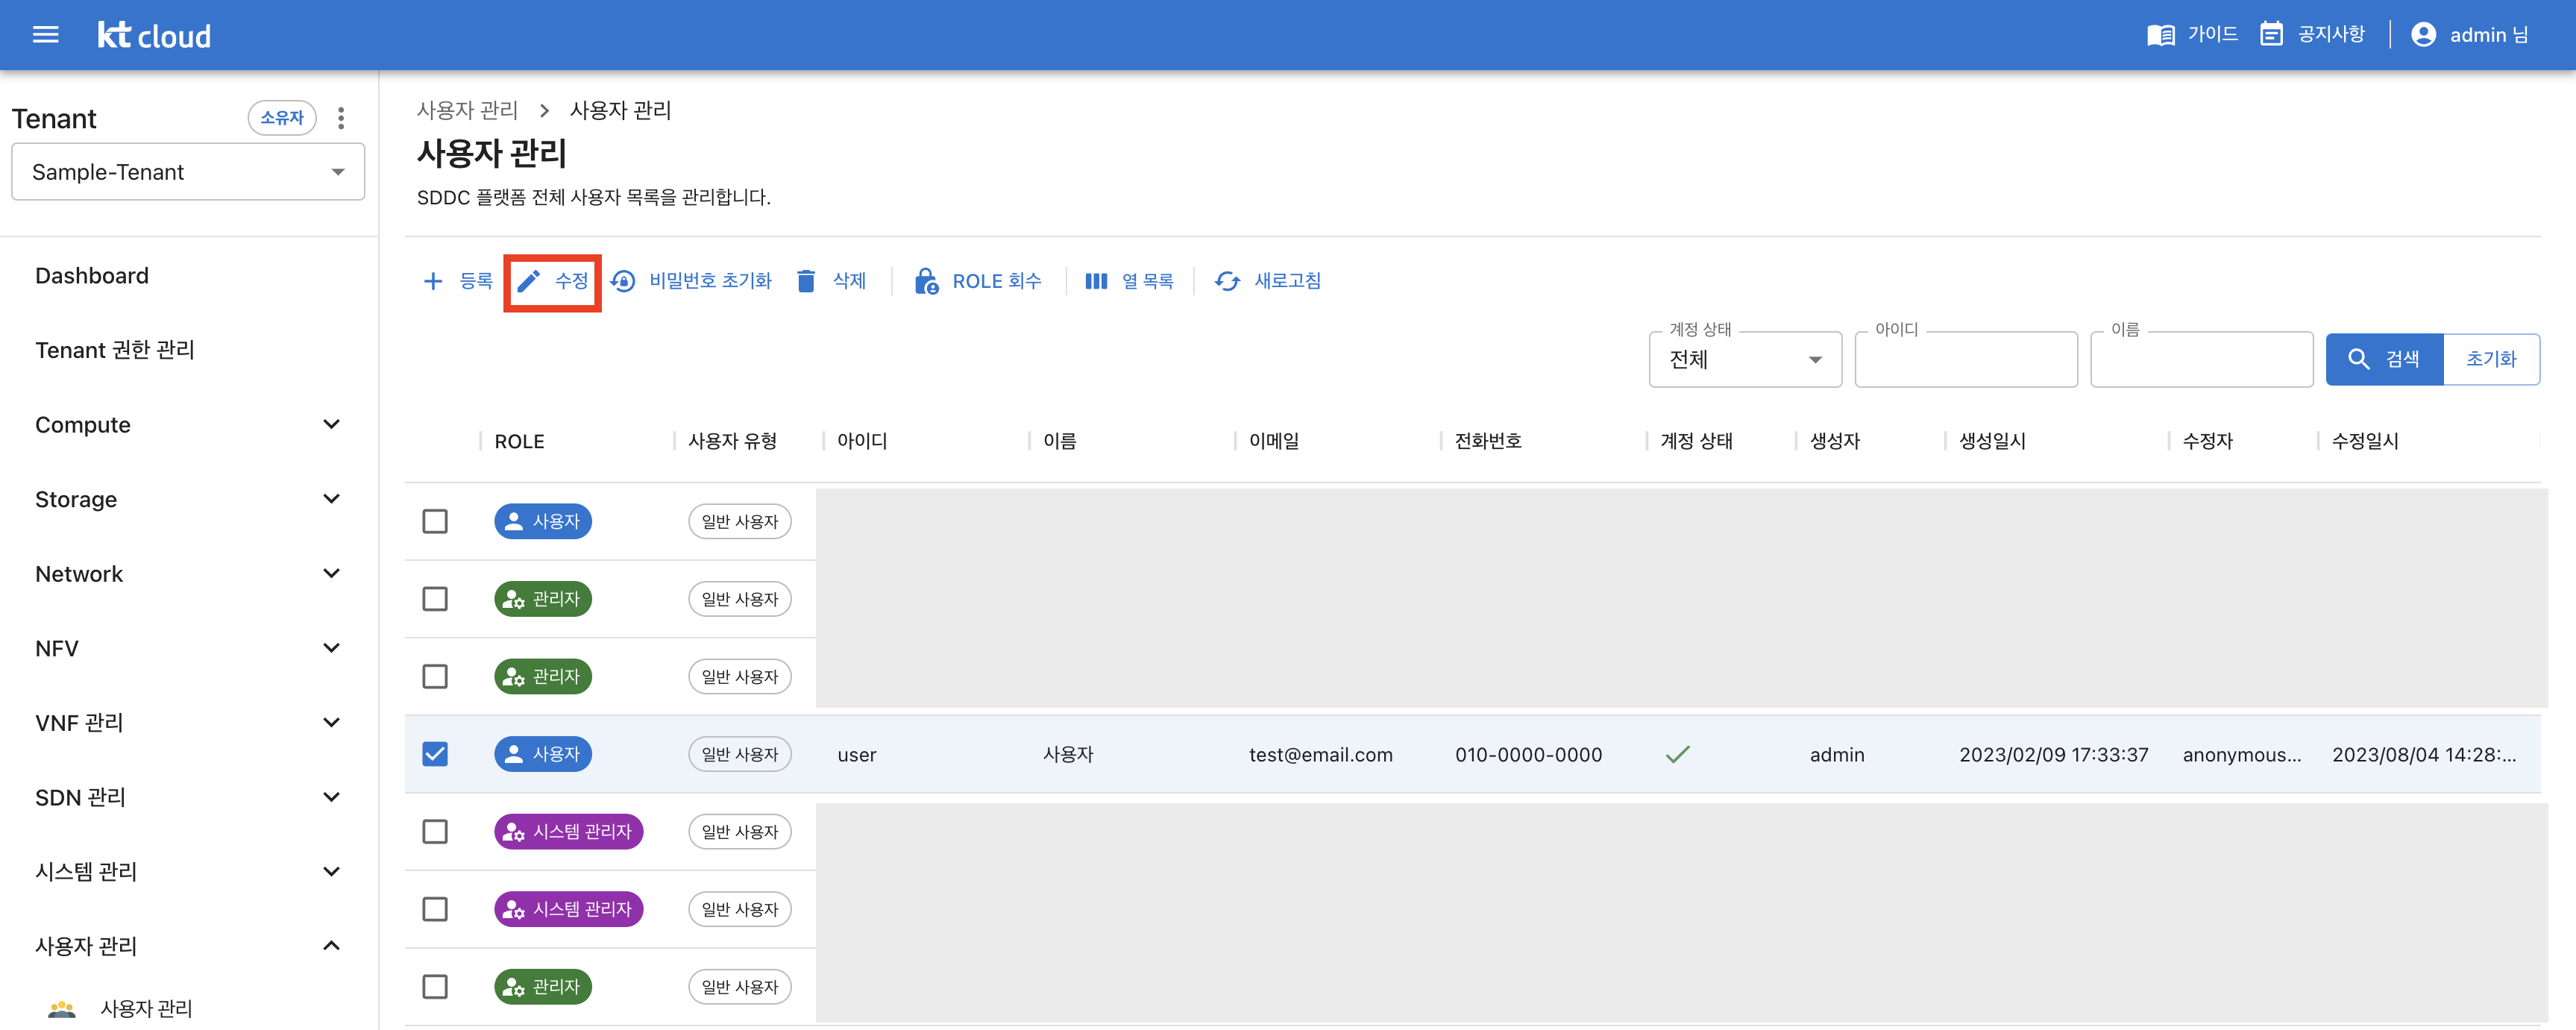 kt cloud
가이드
공지사항
admin 님
Tenant
소유자
Sample-Tenant
Dashboard
Tenant 권한 관리
Compute
Storage
Network
NFV
VNF 관리
SDN 관리
시스템 관리
사용자 관리
사용자 관리
사용자 관리 > 사용자 관리
사용자 관리
SDDC 플랫폼 전체 사용자 목록을 관리합니다.
등록 수정 비밀번호 초기화 삭제 ROLE 회수 열 목록 새로고침
계정 상태 아이디 이름
전체 검색 초기화
ROLE 사용자 유형 아이디 이름 이메일 전화번호 계정 상태 생성자 생성일시 수정자 수정일시
사용자 일반 사용자
관리자 일반 사용자
관리자 일반 사용자
사용자 일반 사용자 user 사용자 test@email.com 010-0000-0000 admin 2023/02/09 17:33:37 anonymous... 2023/08/04 14:28:...
시스템 관리자 일반 사용자
시스템 관리자 일반 사용자
관리자 일반 사용자